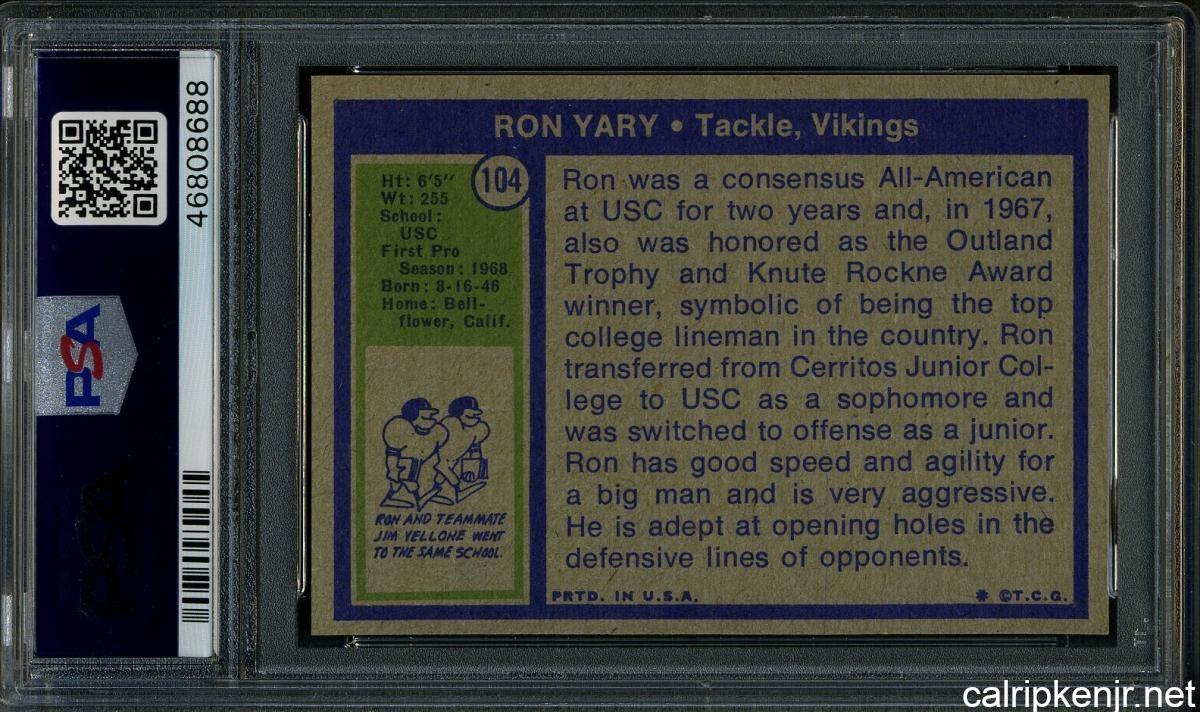 46808688
PSA
PSA
RON YARY • Tackle, Vikings
104
Ht: 6'5"
Wt: 255
School:
USC
First Pro
Season: 1968
Born: 8-16-46
Home: Bell-
flower, Calif.
RON AND TEAMMATE
JIM VELLONE WENT
TO THE SAME SCHOOL.
Ron was a consensus All-American
at USC for two years and, in 1967,
also was honored as the Outland
Trophy and Knute Rockne Award
winner, symbolic of being the top
college lineman in the country. Ron
transferred from Cerritos Junior Col-
lege to USC as a sophomore and
was switched to offense as a junior.
Ron has good speed and agility for
a big man and is very aggressive.
He is adept at opening holes in the
defensive lines of opponents.
PRTD. IN U.S.A.
* ©T.C.G.
calripkenjr.net